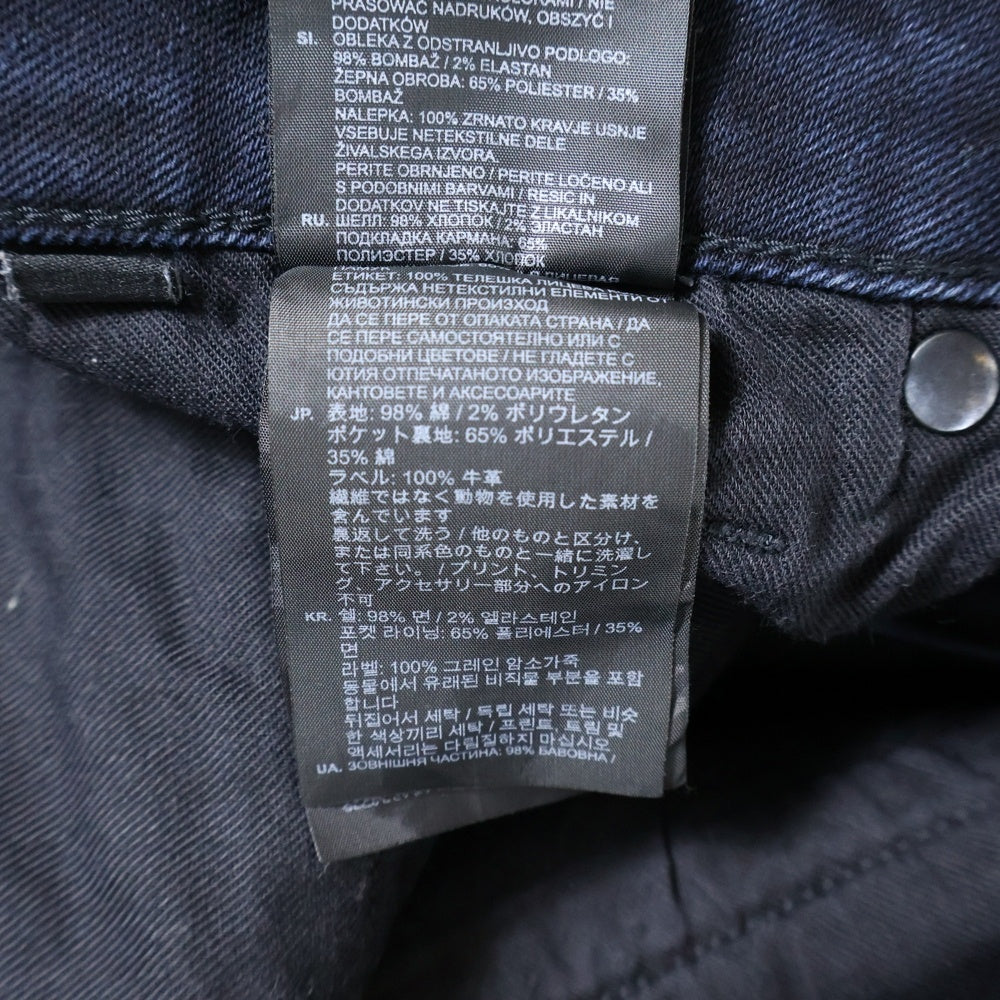 PRASOWAĆ NADRUKÓW, OBSZYĆ I
DODATKÓW
SI. OBLEKA Z ODSTRANLJIVO PODLOGO:
98% BOMBAŽ / 2% ELASTAN
ŽEPNA OBROBA: 65% POLIESTER / 35%
BOMBAŽ
NALEPKA: 100% ZRNATO KRAVJE USNJE
VSEBUJE NETEKSTILNE DELE
ŽIVALSKEGA IZVORA.
PERITE OBRNJENO / PERITE LOČENO ALI
S PODOBNIMI BARVAMI / RESIC IN
DODATKOV NE TISKAJTE Z LIKALNIKOM
RU. ШЕЛЛ: 98% ХЛОПОК / 2% ЭЛАСТАН
ПОДКЛАДКА КАРМАНА: 65%
ПОЛИЭСТЕР / 35% ХЛОПОК
ЕТИКЕТ: 100% ТЕЛЕШКА
СЪДЪРЖА НЕТЕКСТИЛНИ ЕЛЕМЕНТИ ОТ
ЖИВОТИНСКИ ПРОИЗХОД
ДА СЕ ПЕРЕ ОТ ОПАКАТА СТРАНА / ДА
СЕ ПЕРЕ САМОСТОЯТЕЛНО ИЛИ С
ПОДОБНИ ЦВЕТОВЕ / НЕ ГЛАДЕТЕ С
ЮТИЯ ОТПЕЧАТАНОТО ИЗОБРАЖЕНИЕ,
КАНТОВЕТЕ И АКСЕСОАРИТЕ
JP. 表地: 98% 綿 / 2% ポリウレタン
ポケット裏地: 65% ポリエステル /
35% 綿
ラベル: 100% 牛革
繊維ではなく動物を使用した素材を
含んでいます
裏返して洗う / 他のものと区分け、
または同系色のものと一緒に洗濯し
て下さい。 / プリント、トリミン
グ、アクセサリー部分へのアイロン
不可
KR. 쉘: 98% 면 / 2% 엘라스테인
포켓 라이닝: 65% 폴리에스터 / 35%
면
라벨: 100% 그레인 암소가죽
동물에서 유래된 비직물 부분을 포함
합니다
뒤집어서 세탁 / 독립 세탁 또는 비슷
한 색상끼리 세탁 / 프린트, 트림 및
액세서리는 다림질하지 마십시오
UA. ЗОВНІШНЯ ЧАСТИНА: 98% БАВОВНА /